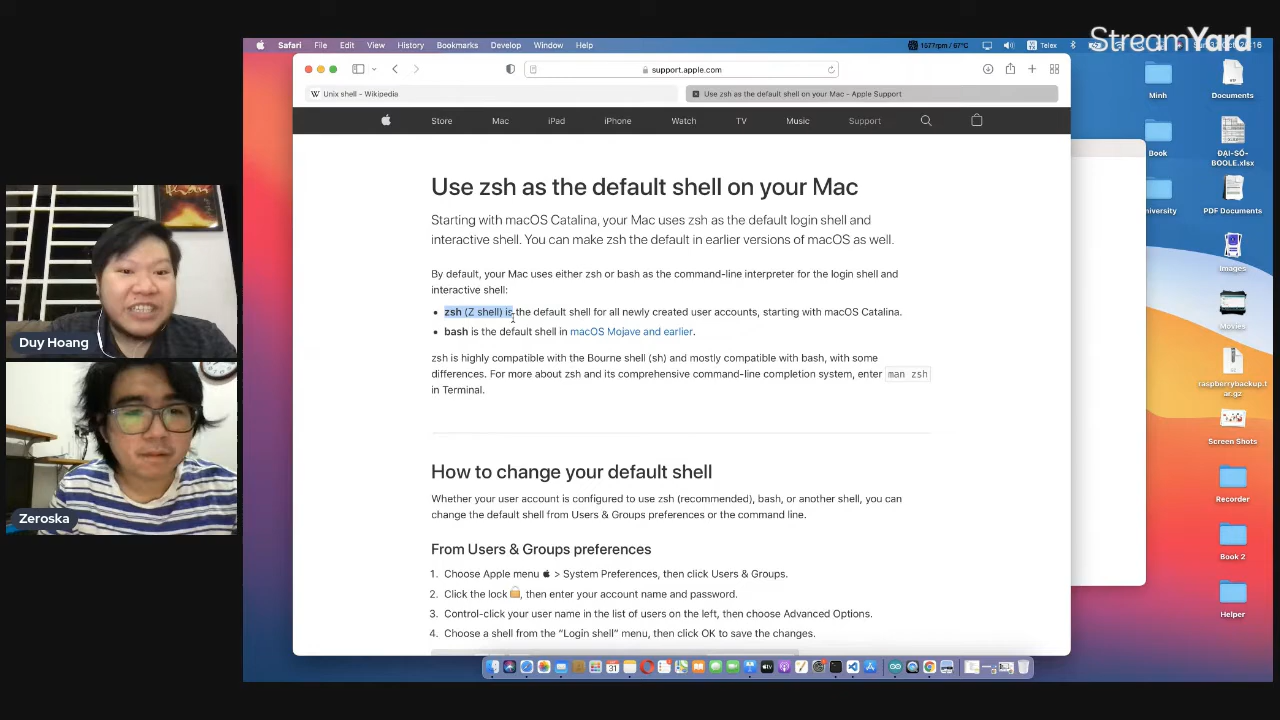 StreamYard
Safari File Edit View History Bookmarks Develop Window Help
1577rpm / 67°C
Telex
support.apple.com
Unix shell - Wikipedia
Use zsh as the default shell on your Mac - Apple Support
Store Mac iPad iPhone Watch TV Music Support
Use zsh as the default shell on your Mac
Starting with macOS Catalina, your Mac uses zsh as the default login shell and
interactive shell. You can make zsh the default in earlier versions of macOS as well.
By default, your Mac uses either zsh or bash as the command-line interpreter for the login shell and
interactive shell:
• zsh (Z shell) is the default shell for all newly created user accounts, starting with macOS Catalina.
• bash is the default shell in macOS Mojave and earlier.
zsh is highly compatible with the Bourne shell (sh) and mostly compatible with bash, with some
differences. For more about zsh and its comprehensive command-line completion system, enter man zsh
in Terminal.
How to change your default shell
Whether your user account is configured to use zsh (recommended), bash, or another shell, you can
change the default shell from Users & Groups preferences or the command line.
From Users & Groups preferences
1. Choose Apple menu > System Preferences, then click Users & Groups.
2. Click the lock , then enter your account name and password.
3. Control-click your user name in the list of users on the left, then choose Advanced Options.
4. Choose a shell from the “Login shell” menu, then click OK to save the changes.
Minh
Documents
Book
ĐẠI-SỐ-
BOOLE.xlsx
iversity
PDF Documents
Images
Movies
raspberrybackup.t
ar.gz
Screen Shots
Recorder
Book 2
Helper
Duy Hoang
Zeroska